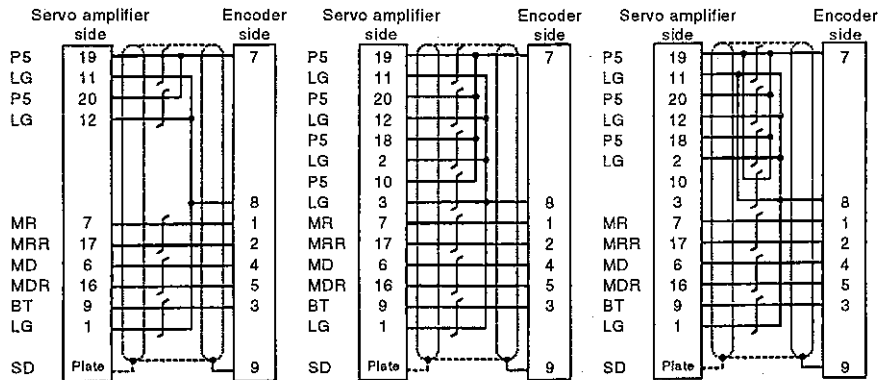 Servo amplifier side Encoder side
P5 19 7
LG 11
P5 20
LG 12
8
MR 7 1
MRR 17 2
MD 6 4
MDR 16 5
BT 9 3
LG 1
SD Plate 9
Servo amplifier side Encoder side
P5 19 7
LG 11
P5 20
LG 12
P5 18
LG 2
P5 10
LG 3 8
MR 7 1
MRR 17 2
MD 6 4
MDR 16 5
BT 9 3
LG 1
SD Plate 9
Servo amplifier side Encoder side
P5 19 7
LG 11
P5 20
LG 12
P5 18
LG 2
10
3 8
MR 7 1
MRR 17 2
MD 6 4
MDR 16 5
BT 9 3
LG 1
SD Plate 9